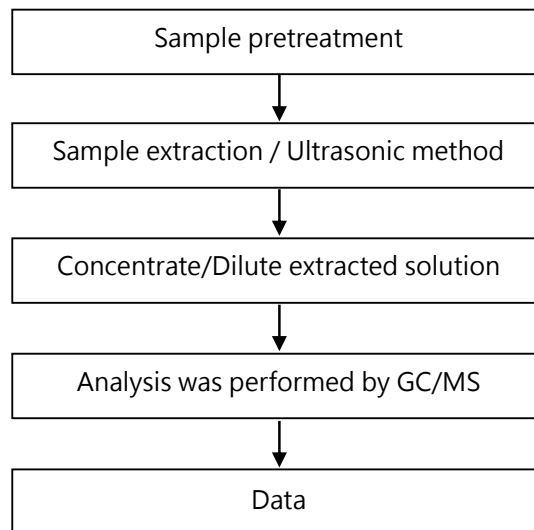 Sample pretreatment
Sample extraction / Ultrasonic method
Concentrate/Dilute extracted solution
Analysis was performed by GC/MS
Data